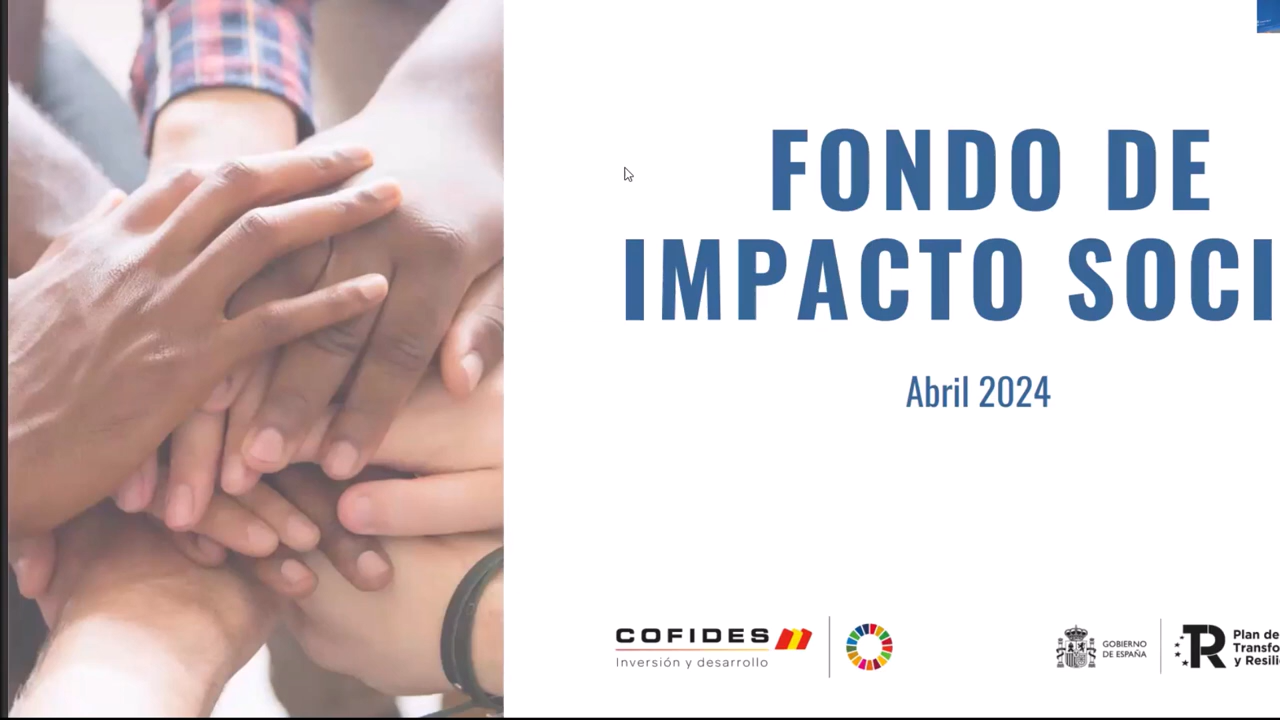 FONDO DE
IMPACTO SOCI
Abril 2024
COFIDES
Inversión y desarrollo
GOBIERNO
DE ESPAÑA
Plan de
Transfo
y Resili